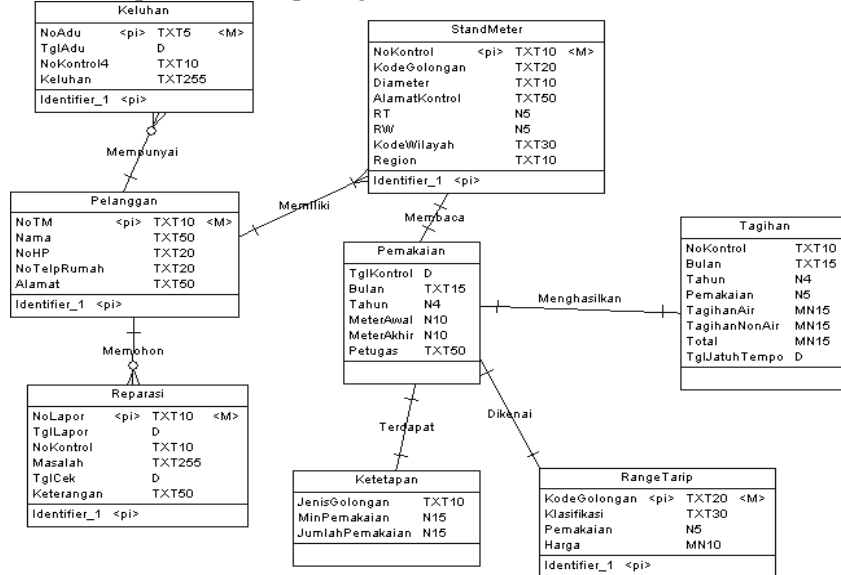 Keluhan
NoAdu <pi> TXT5 <M>
TglAdu D
NoKontrol4 TXT10
Keluhan TXT255
Identifier_1 <pi>
StandMeter
NoKontrol <pi> TXT10 <M>
KodeGolongan TXT20
Diameter TXT10
AlamatKontrol TXT50
RT N5
RW N5
KodeWilayah TXT30
Region TXT10
Identifier_1 <pi>
Mempunyai
Memiliki
Membaca
Pelanggan
NoTM <pi> TXT10 <M>
Nama TXT50
NoHP TXT20
NoTelpRumah TXT20
Alamat TXT50
Identifier_1 <pi>
Pemakaian
TglKontrol D
Bulan TXT15
Tahun N4
MeterAwal N10
MeterAkhir N10
Petugas TXT50
Menghasilkan
Tagihan
NoKontrol TXT10
Bulan TXT15
Tahun N4
Pemakaian N5
TagihanAir MN15
TagihanNonAir MN15
Total MN15
TglJatuhTempo D
Memohon
Terdapat
Dikenai
Reparasi
NoLapor <pi> TXT10 <M>
TglLapor D
NoKontrol TXT10
Masalah TXT255
TglCek D
Keterangan TXT50
Identifier_1 <pi>
Ketetapan
JenisGolongan TXT10
MinPemakaian N15
JumlahPemakaian N15
RangeTarip
KodeGolongan <pi> TXT20 <M>
Klasifikasi TXT30
Pemakaian N5
Harga MN10
Identifier_1 <pi>